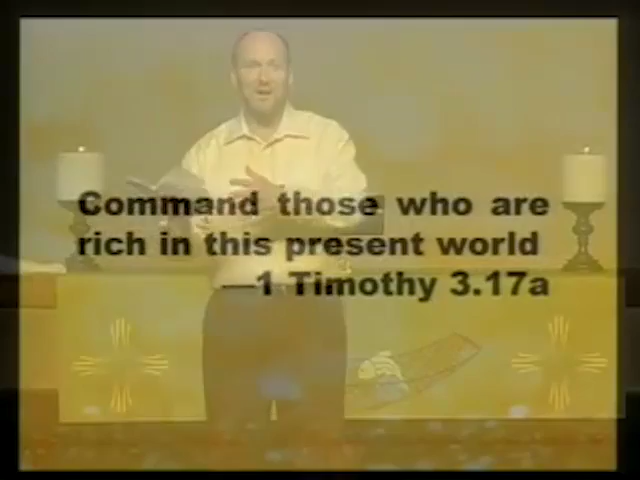 Command those who are
rich in this present world
—1 Timothy 3.17a